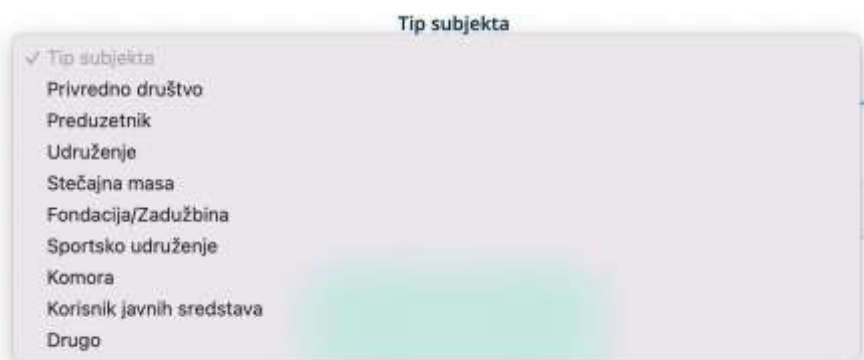 Tip subjekta
✓ Tip subjekta
Privredno društvo
Preduzetnik
Udruženje
Stečajna masa
Fondacija/Zadužbina
Sportsko udruženje
Komora
Korisnik javnih sredstava
Drugo